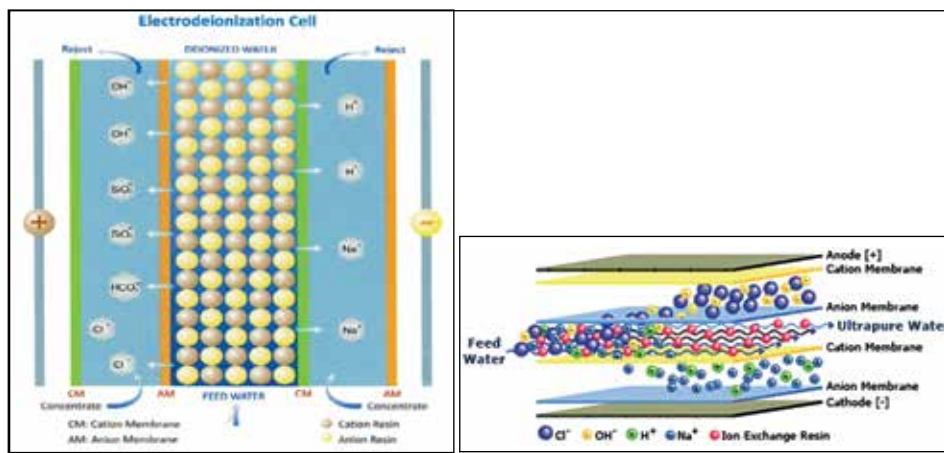 Electrodeionization Cell
DEIONIZED WATER
Reject
Reject
OH⁻
H⁺
OH⁻
H⁺
SiO₂
SiO₂
Na⁺
HCO₃⁻
Cl⁻
Na⁺
Cl⁻
CM
AM
CM
AM
Concentrate
FEED WATER
Concentrate
CM: Cation Membrane
AM: Anion Membrane
Cation Resin
Anion Resin
Anode [+]
Cation Membrane
Anion Membrane
Ultrapure Water
Feed
Water
Cation Membrane
Anion Membrane
Cathode [-]
Cl⁻ OH⁻ H⁺ Na⁺ Ion Exchange Resin